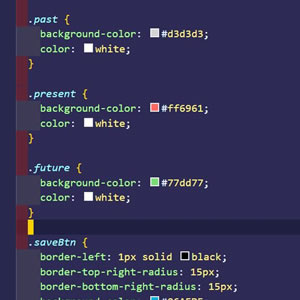 .past {
background-color: #d3d3d3;
color: white;
}
.present {
background-color: #ff6961;
color: white;
}
.future {
background-color: #77dd77;
color: white;
}
.saveBtn {
border-left: 1px solid black;
border-top-right-radius: 15px;
border-bottom-right-radius: 15px;